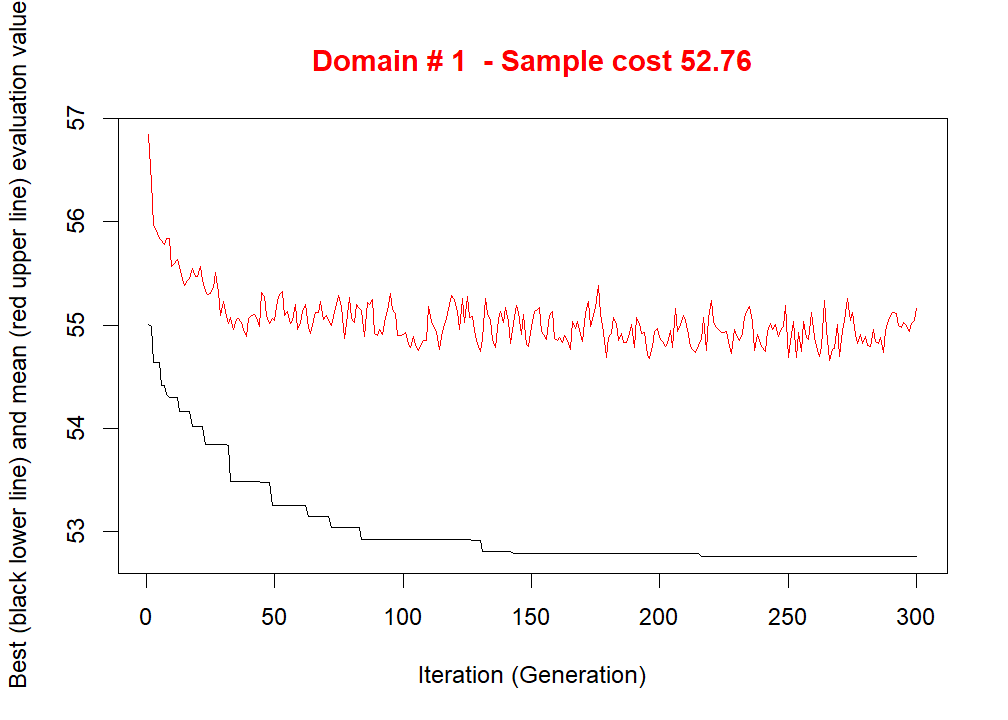 Domain # 1  - Sample cost 52.76
Best (black lower line) and mean (red upper line) evaluation value
57
56
55
54
53
0 50 100 150 200 250 300
Iteration (Generation)